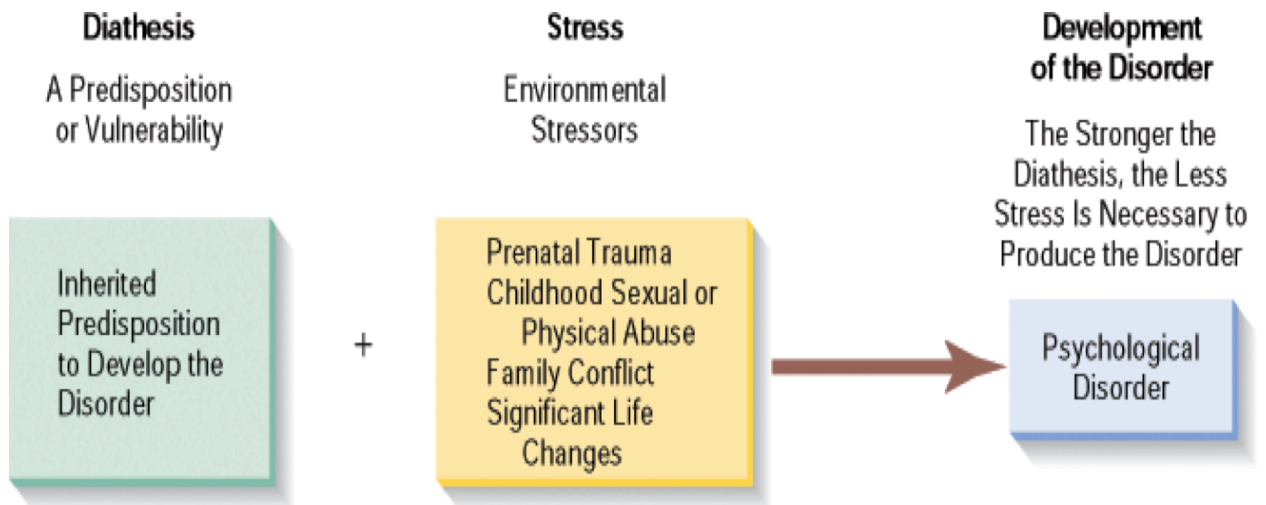 Diathesis
A Predisposition
or Vulnerability
Inherited
Predisposition
to Develop the
Disorder
+
Stress
Environmental
Stressors
Prenatal Trauma
Childhood Sexual or
Physical Abuse
Family Conflict
Significant Life
Changes
Development
of the Disorder
The Stronger the
Diathesis, the Less
Stress Is Necessary to
Produce the Disorder
Psychological
Disorder